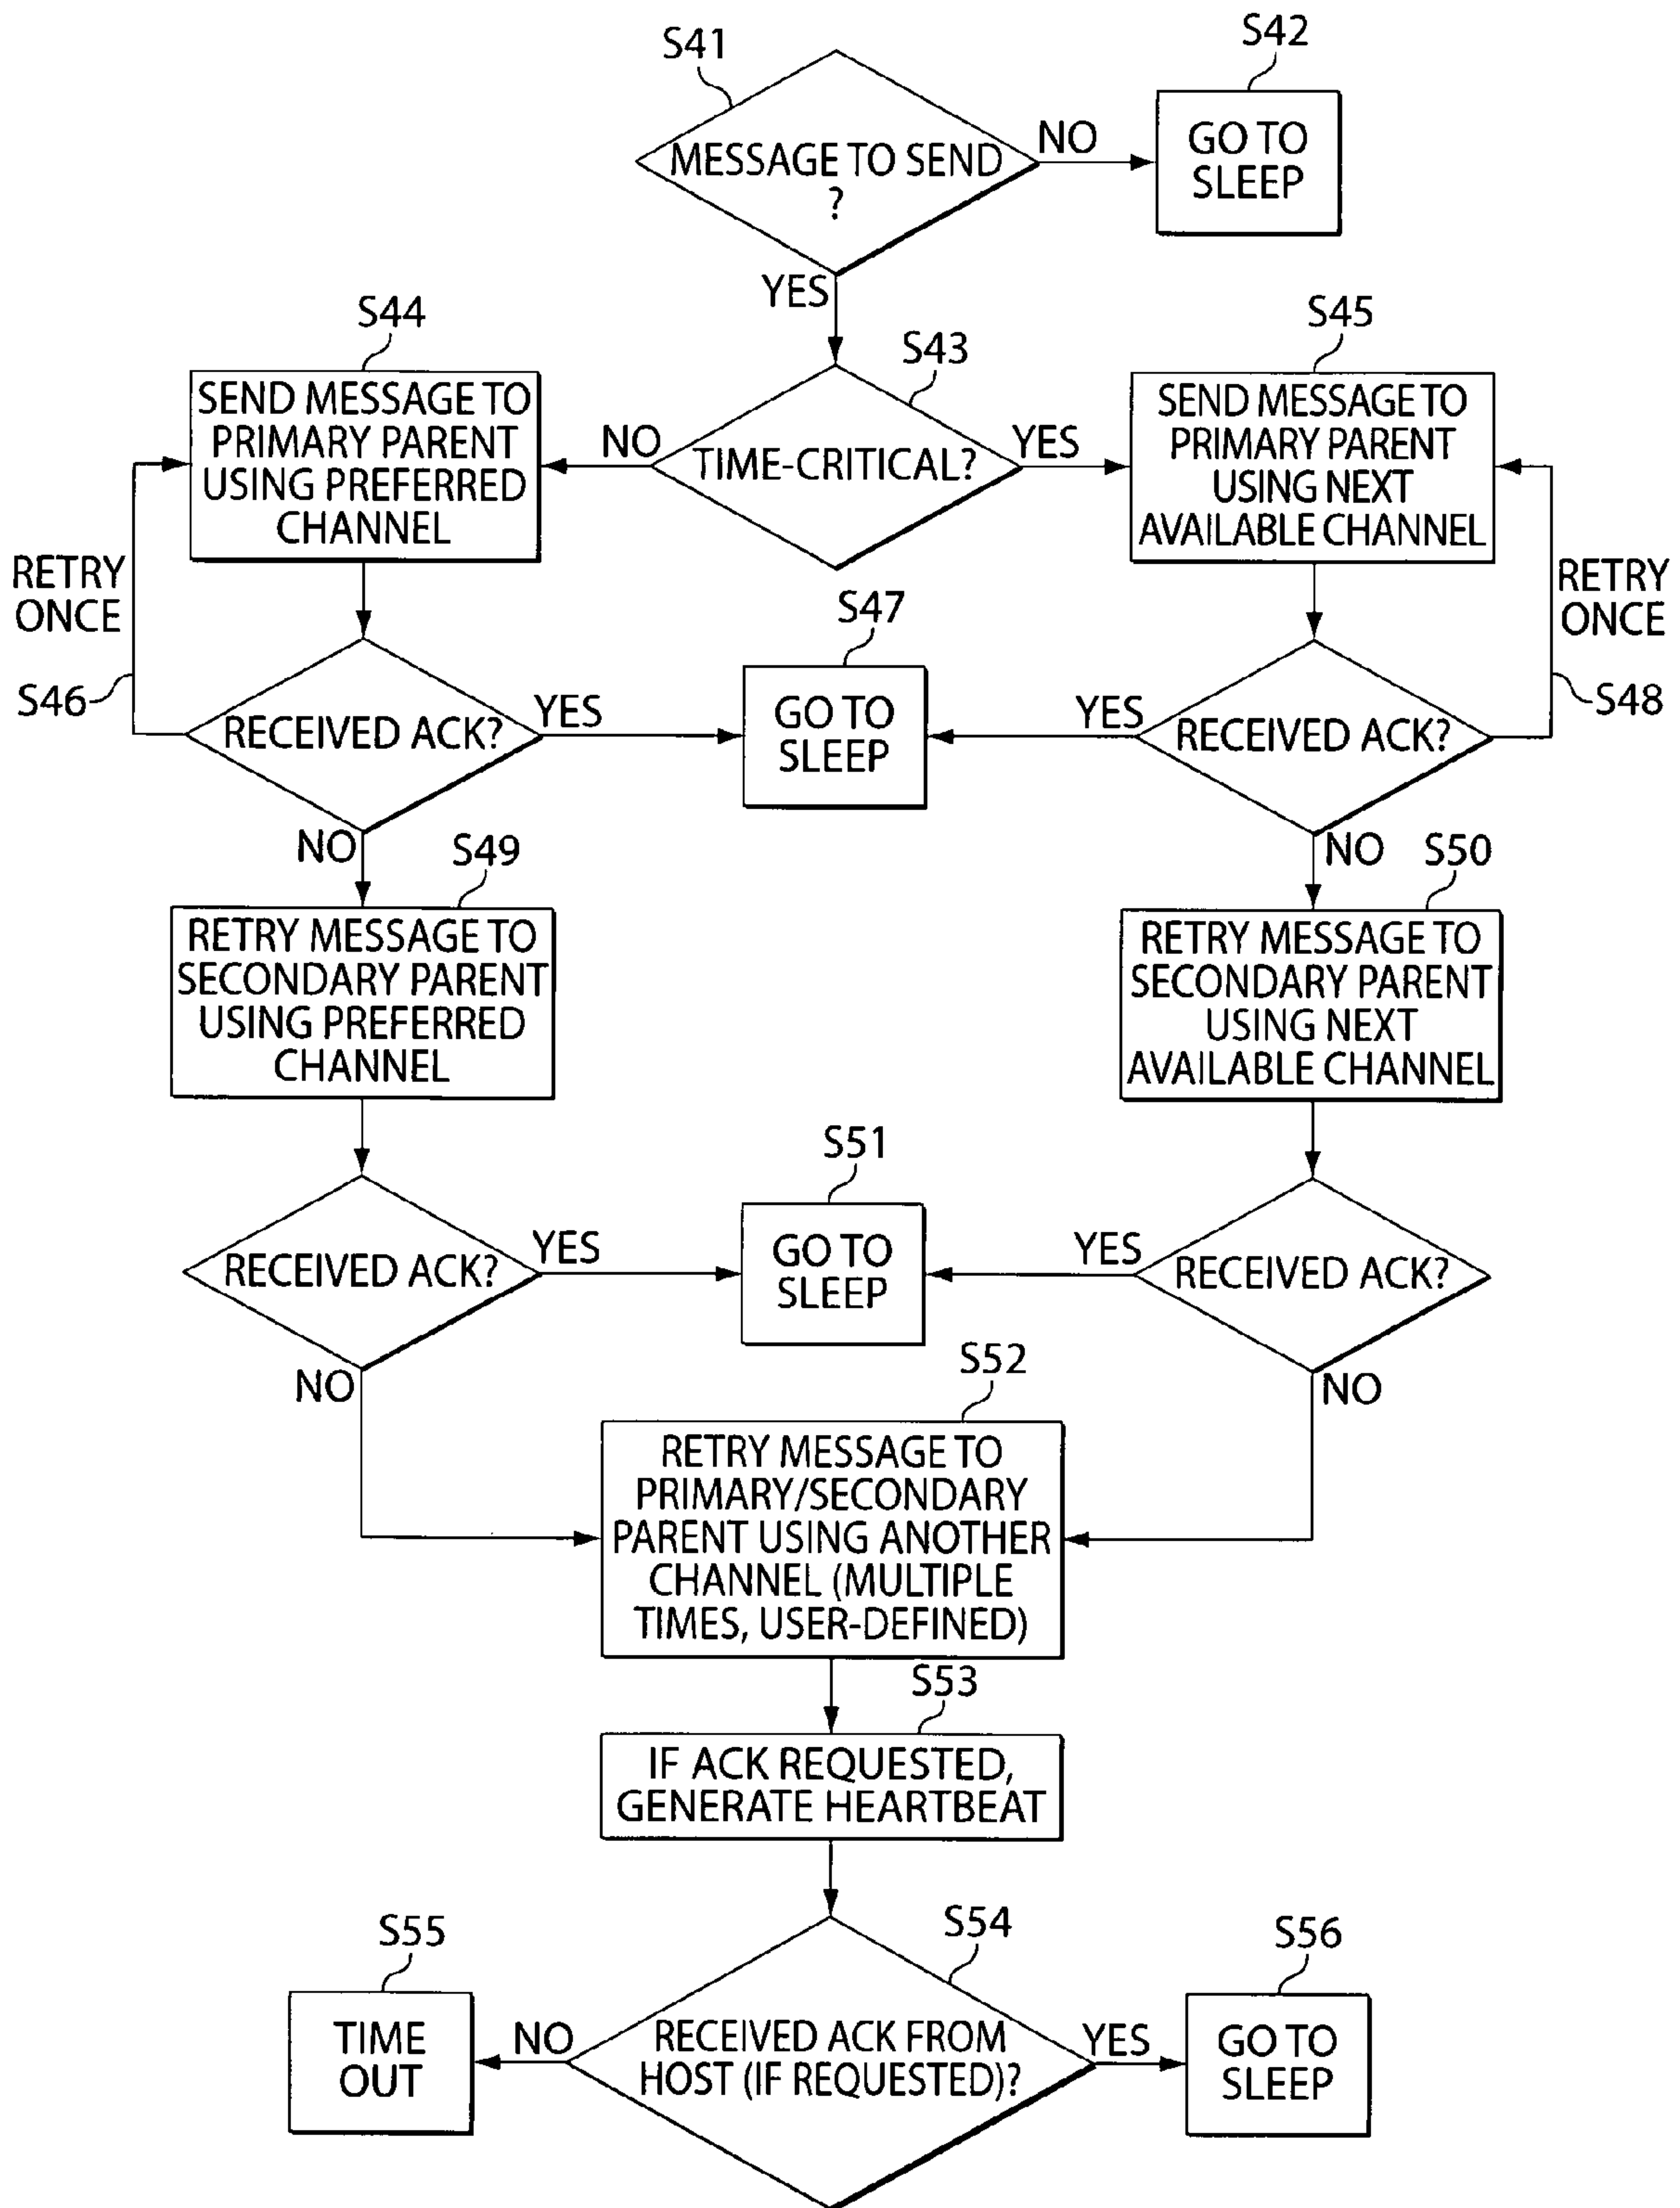 S41
S42
MESSAGE TO SEND
?
NO
GO TO
SLEEP
YES
S44
S43
S45
SEND MESSAGE TO
PRIMARY PARENT
USING PREFERRED
CHANNEL
NO
TIME-CRITICAL?
YES
SEND MESSAGE TO
PRIMARY PARENT
USING NEXT
AVAILABLE CHANNEL
RETRY
ONCE
RETRY
ONCE
S47
S46
RECEIVED ACK?
YES
GO TO
SLEEP
YES
RECEIVED ACK?
S48
NO
S49
NO
S50
RETRY MESSAGE TO
SECONDARY PARENT
USING PREFERRED
CHANNEL
RETRY MESSAGE TO
SECONDARY PARENT
USING NEXT
AVAILABLE CHANNEL
S51
RECEIVED ACK?
YES
GO TO
SLEEP
YES
RECEIVED ACK?
NO
S52
NO
RETRY MESSAGE TO
PRIMARY/SECONDARY
PARENT USING ANOTHER
CHANNEL (MULTIPLE
TIMES, USER-DEFINED)
S53
IF ACK REQUESTED,
GENERATE HEARTBEAT
S55
S54
S56
TIME
OUT
NO
RECEIVED ACK FROM
HOST (IF REQUESTED)?
YES
GO TO
SLEEP